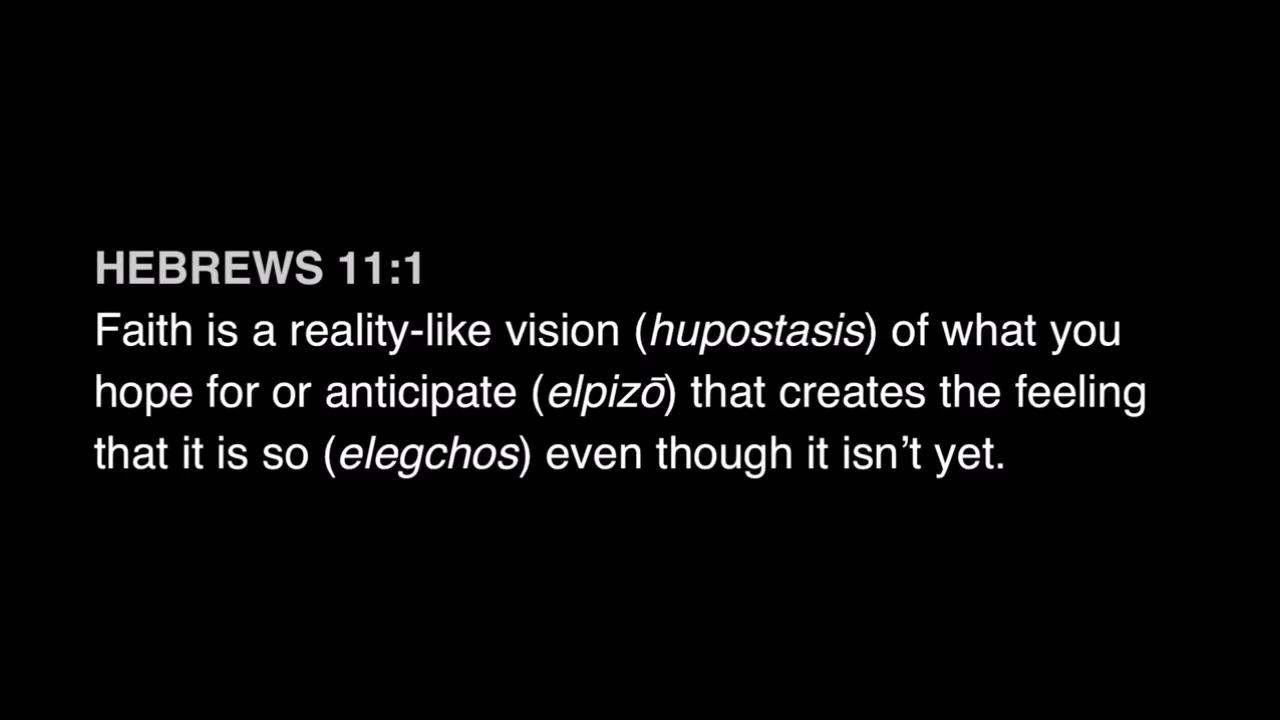 HEBREWS 11:1
Faith is a reality-like vision (hupostasis) of what you
hope for or anticipate (elpizō) that creates the feeling
that it is so (elegchos) even though it isn’t yet.